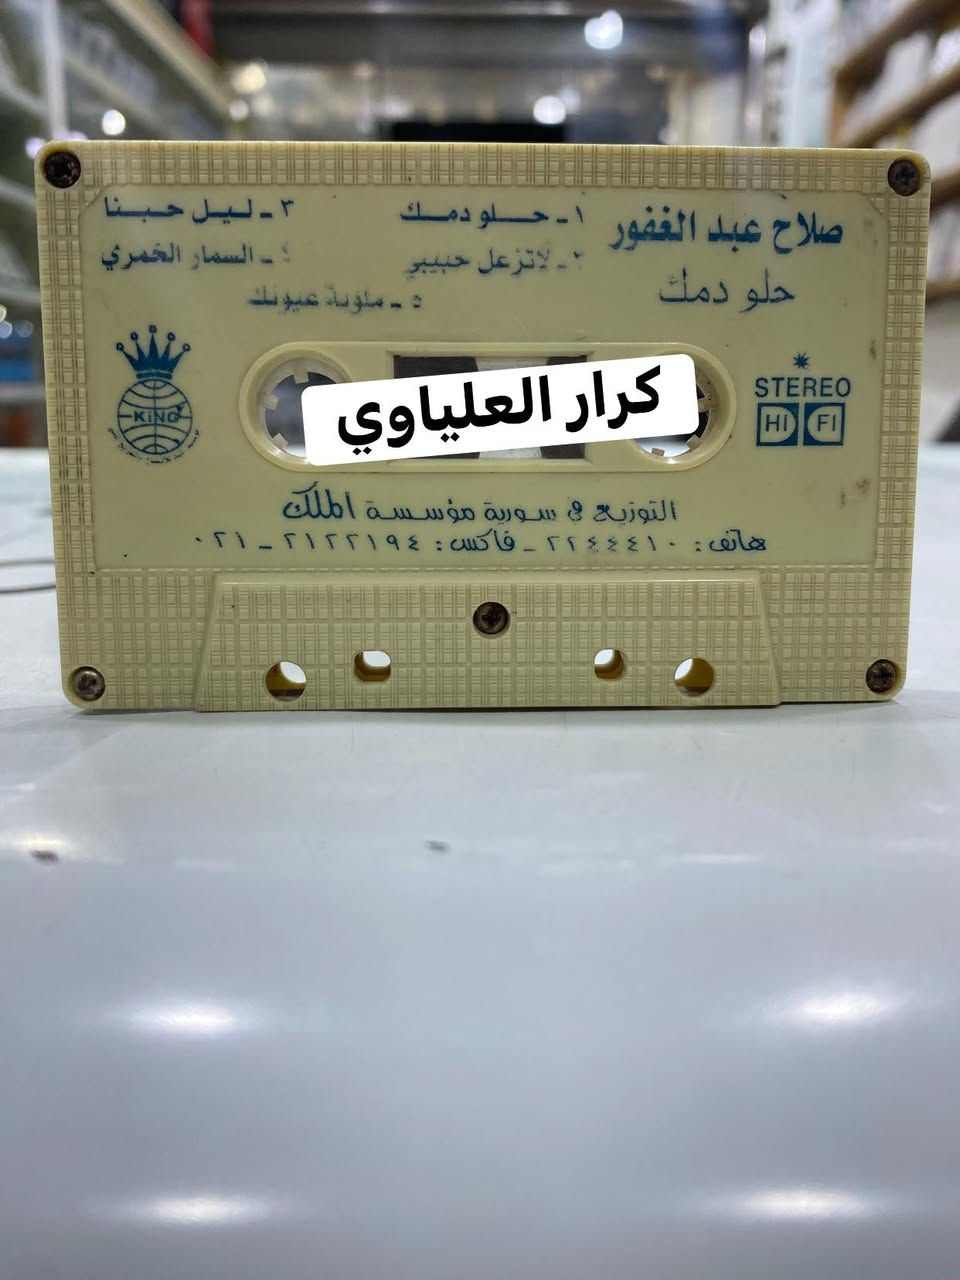 صلاح عبد الغفور
حلو دمك
١ـ حلو دمك
٢ـ لاتزعل حبيبي
٣ـ ليل حبنا
٤ـ السمار الخمري
٥ـ ملونة عيونك
KiNG
STEREO
HI FI
كرار العلياوي
التوزيع في سورية مؤسسة الملك
هاتف: ٢٢٤٤٤١٠ ـ فاكس: ٢١٢٢١٩٤ ـ ٠٢١